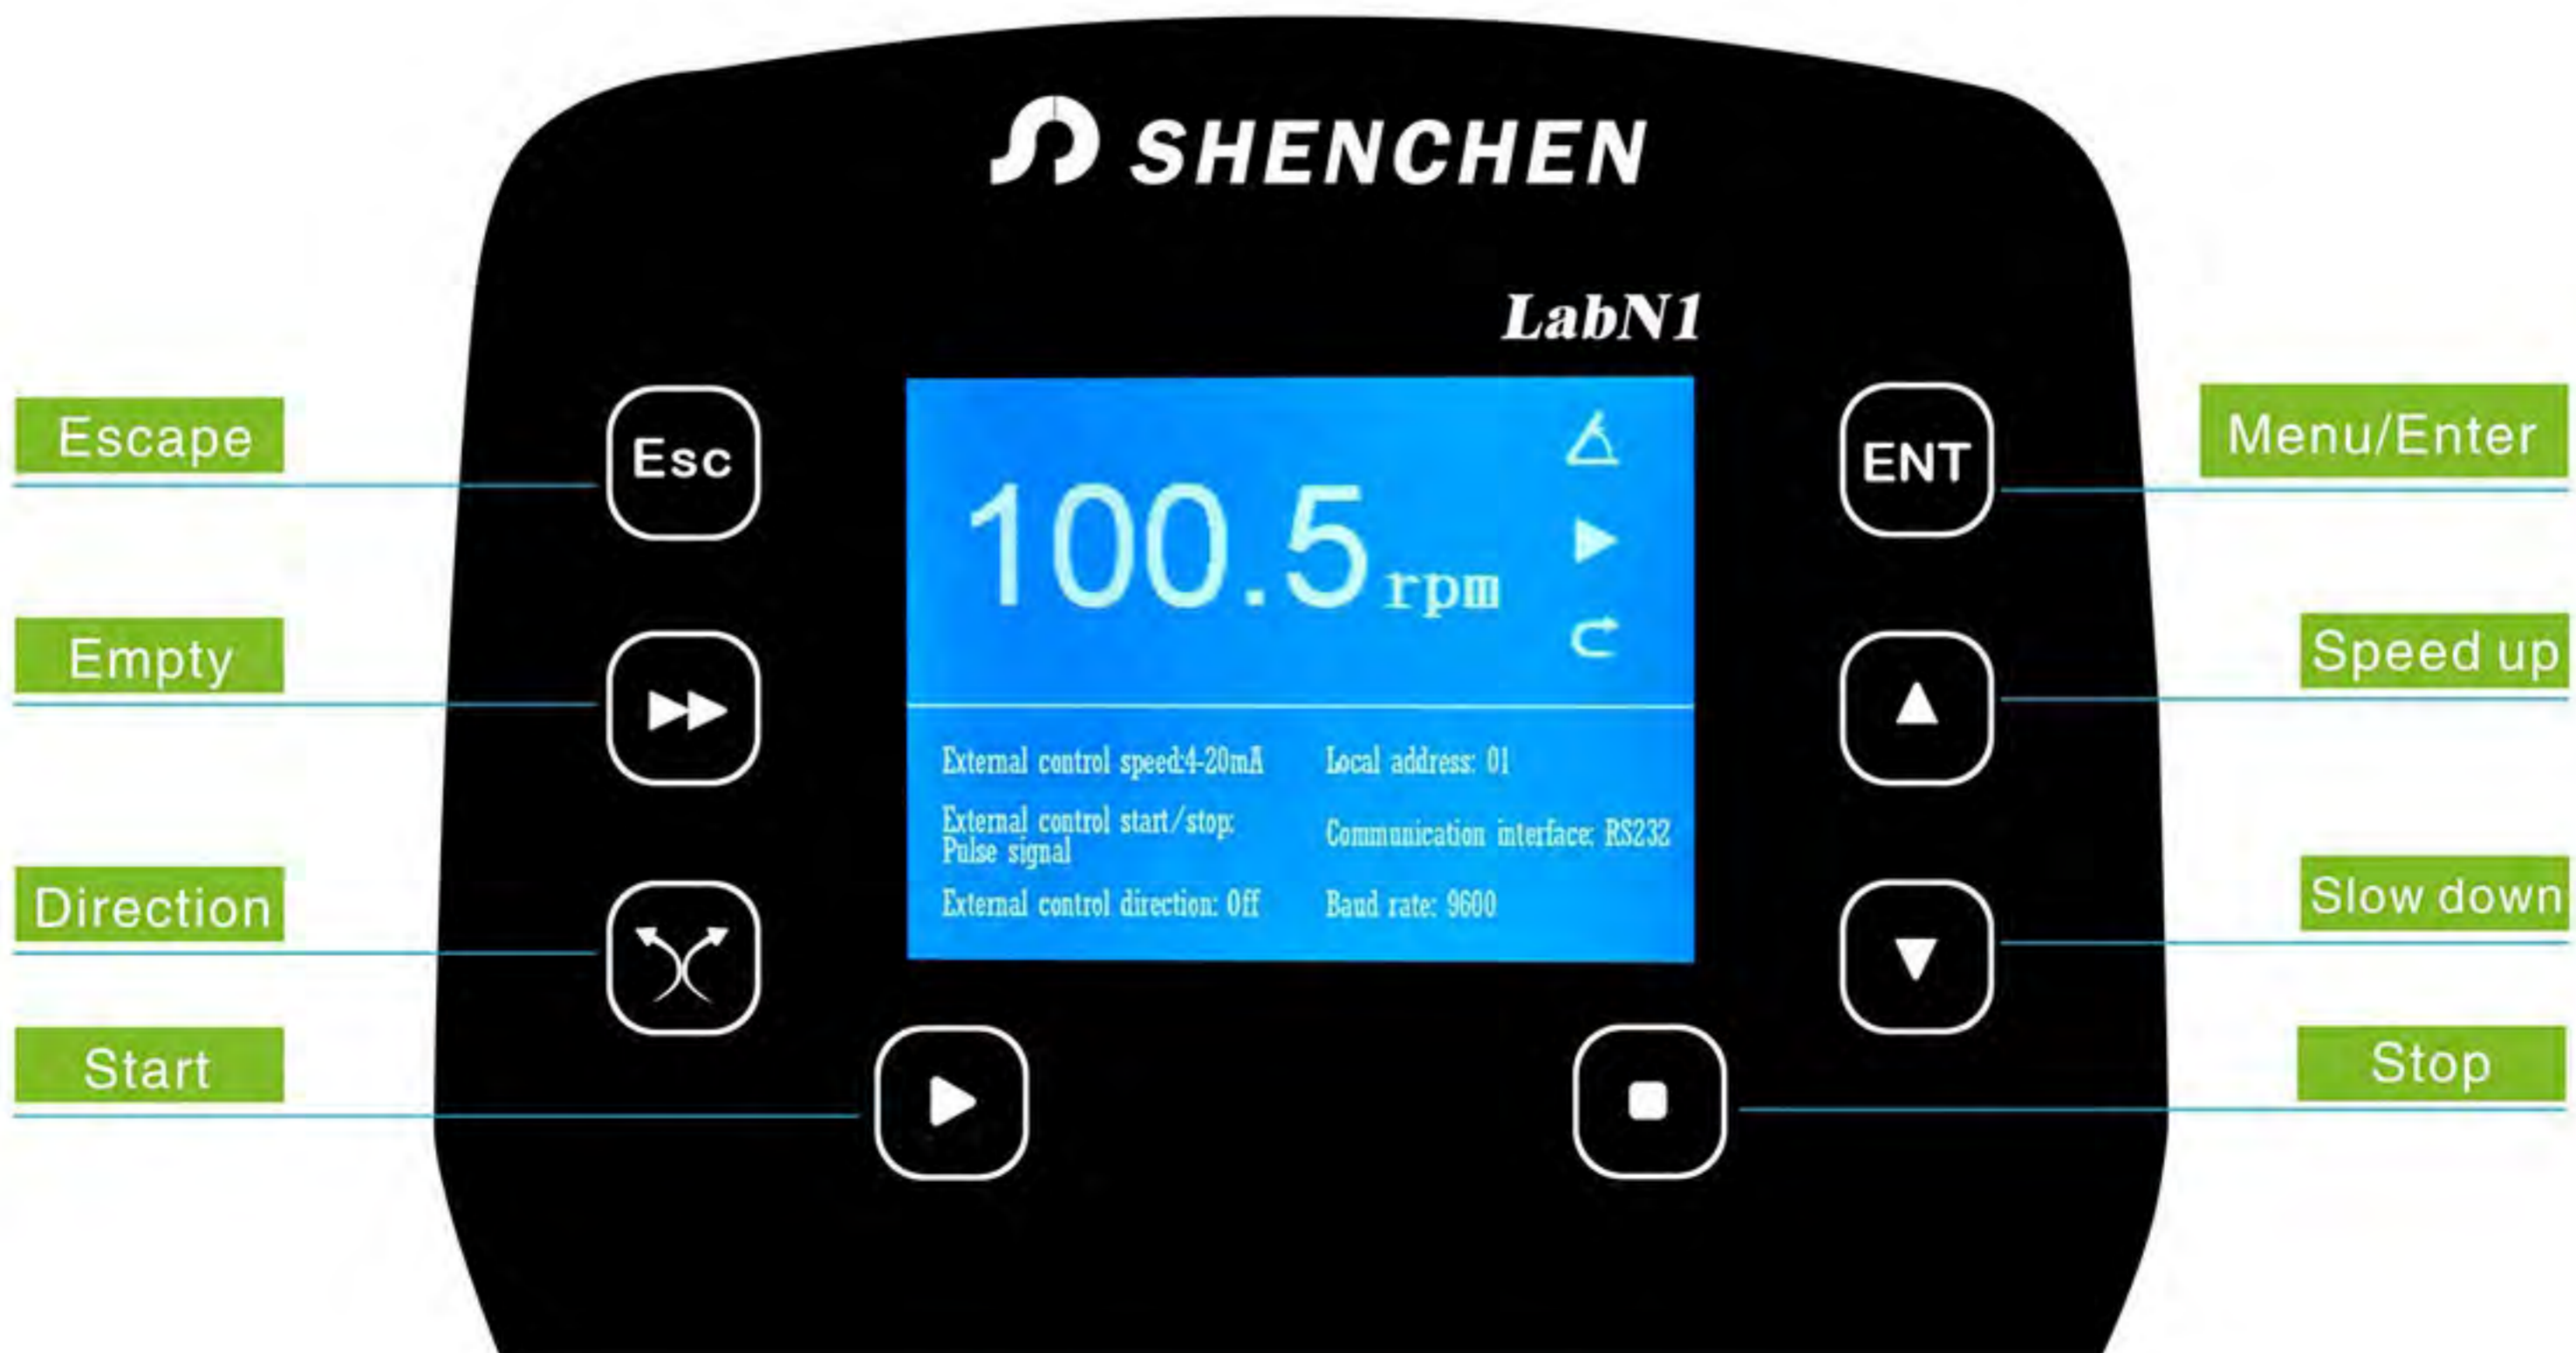 SHENCHEN
LabN1
Escape
Esc
Empty
Direction
Start
100.5 rpm
External control speed:4-20mA
External control start/stop:
Pulse signal
External control direction: Off
Local address: 01
Communication interface: RS232
Baud rate: 9600
ENT
Menu/Enter
Speed up
Slow down
Stop